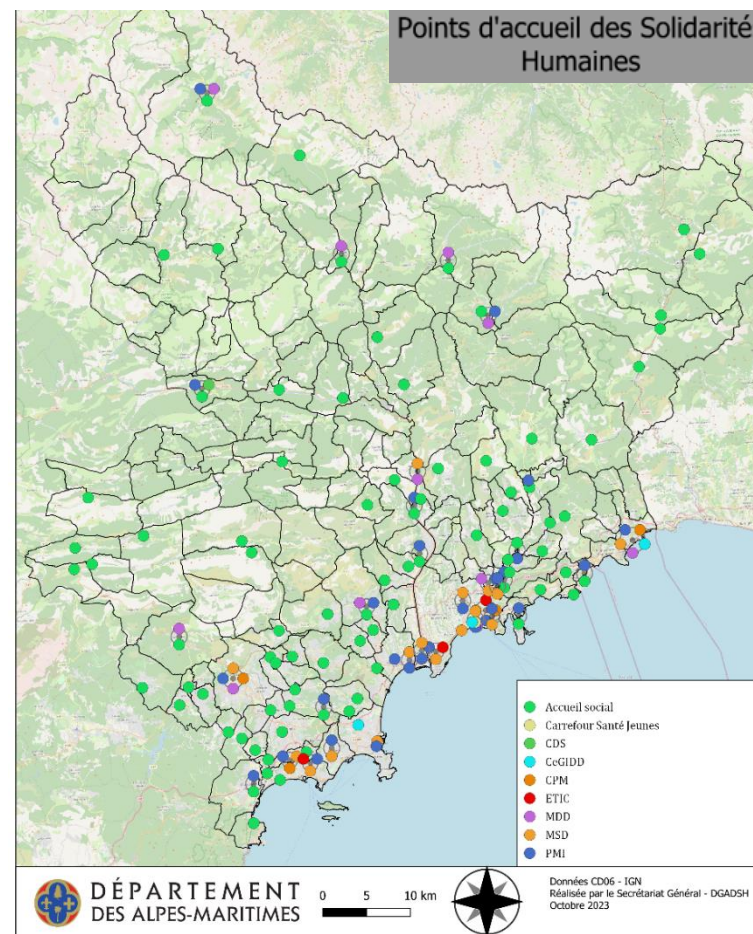 Points d'accueil des Solidarité
Humaines
Accueil social
Carrefour Santé Jeunes
CDS
CeGIDD
CPM
ETIC
MDD
MSD
PMI
DÉPARTEMENT
DES ALPES-MARITIMES
0 5 10 km
Données CD06 - IGN
Réalisée par le Secrétariat Général - DGADSH
Octobre 2023